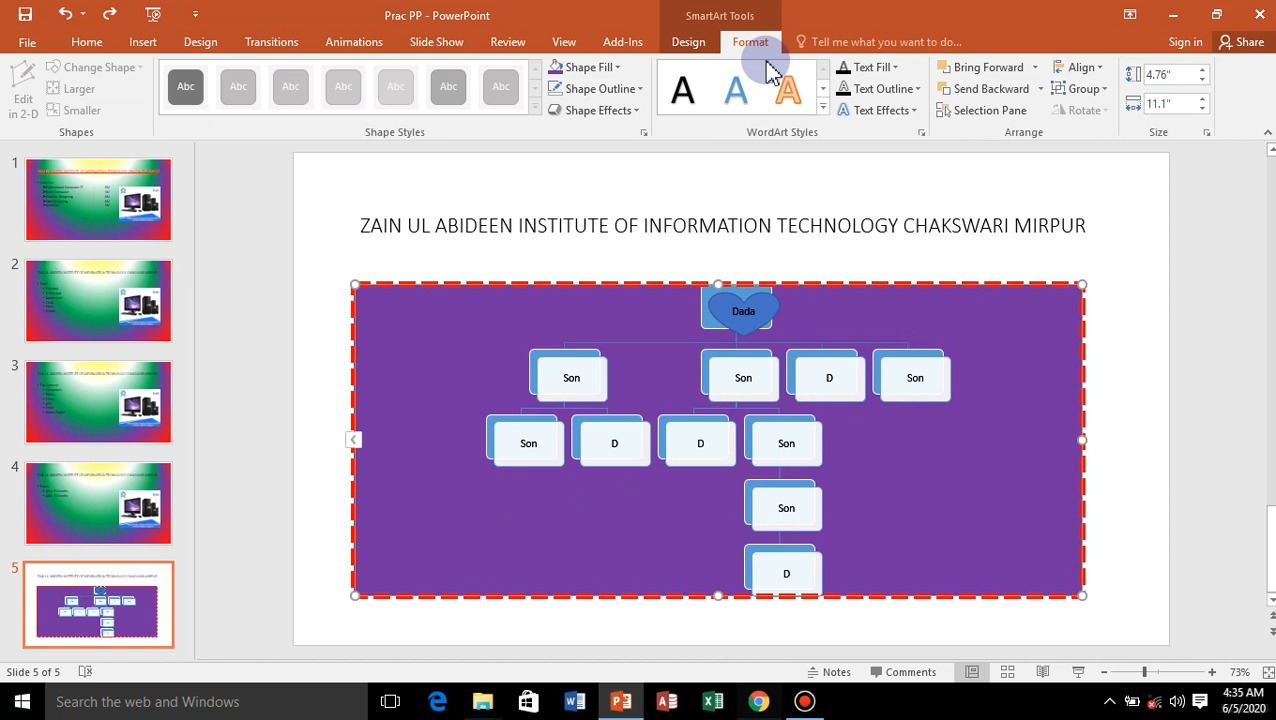 Prac PP - PowerPoint
SmartArt Tools
File Home Insert Design Transitions Animations Slide Show Review View Add-Ins Design Format Tell me what you want to do... Sign in Share
Edit in 2-D
Change Shape
Larger
Smaller
Shapes
Abc Abc Abc Abc Abc Abc Abc
Shape Fill
Shape Outline
Shape Effects
Shape Styles
A A A
Text Fill
Text Outline
Text Effects
WordArt Styles
Bring Forward
Send Backward
Selection Pane
Align
Group
Rotate
Arrange
4.76"
11.1"
Size
1
2
3
4
5
ZAIN UL ABIDEEN INSTITUTE OF INFORMATION TECHNOLOGY CHAKSWARI MIRPUR
Dada
Son Son D Son
Son D D Son
Son
D
Slide 5 of 5 Notes Comments 73%
Search the web and Windows
4:35 AM
6/5/2020